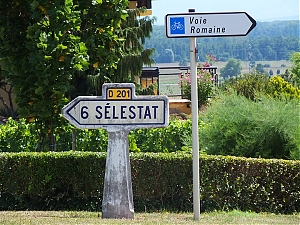 Voie
Romaine
D 201
6 SÉLESTAT